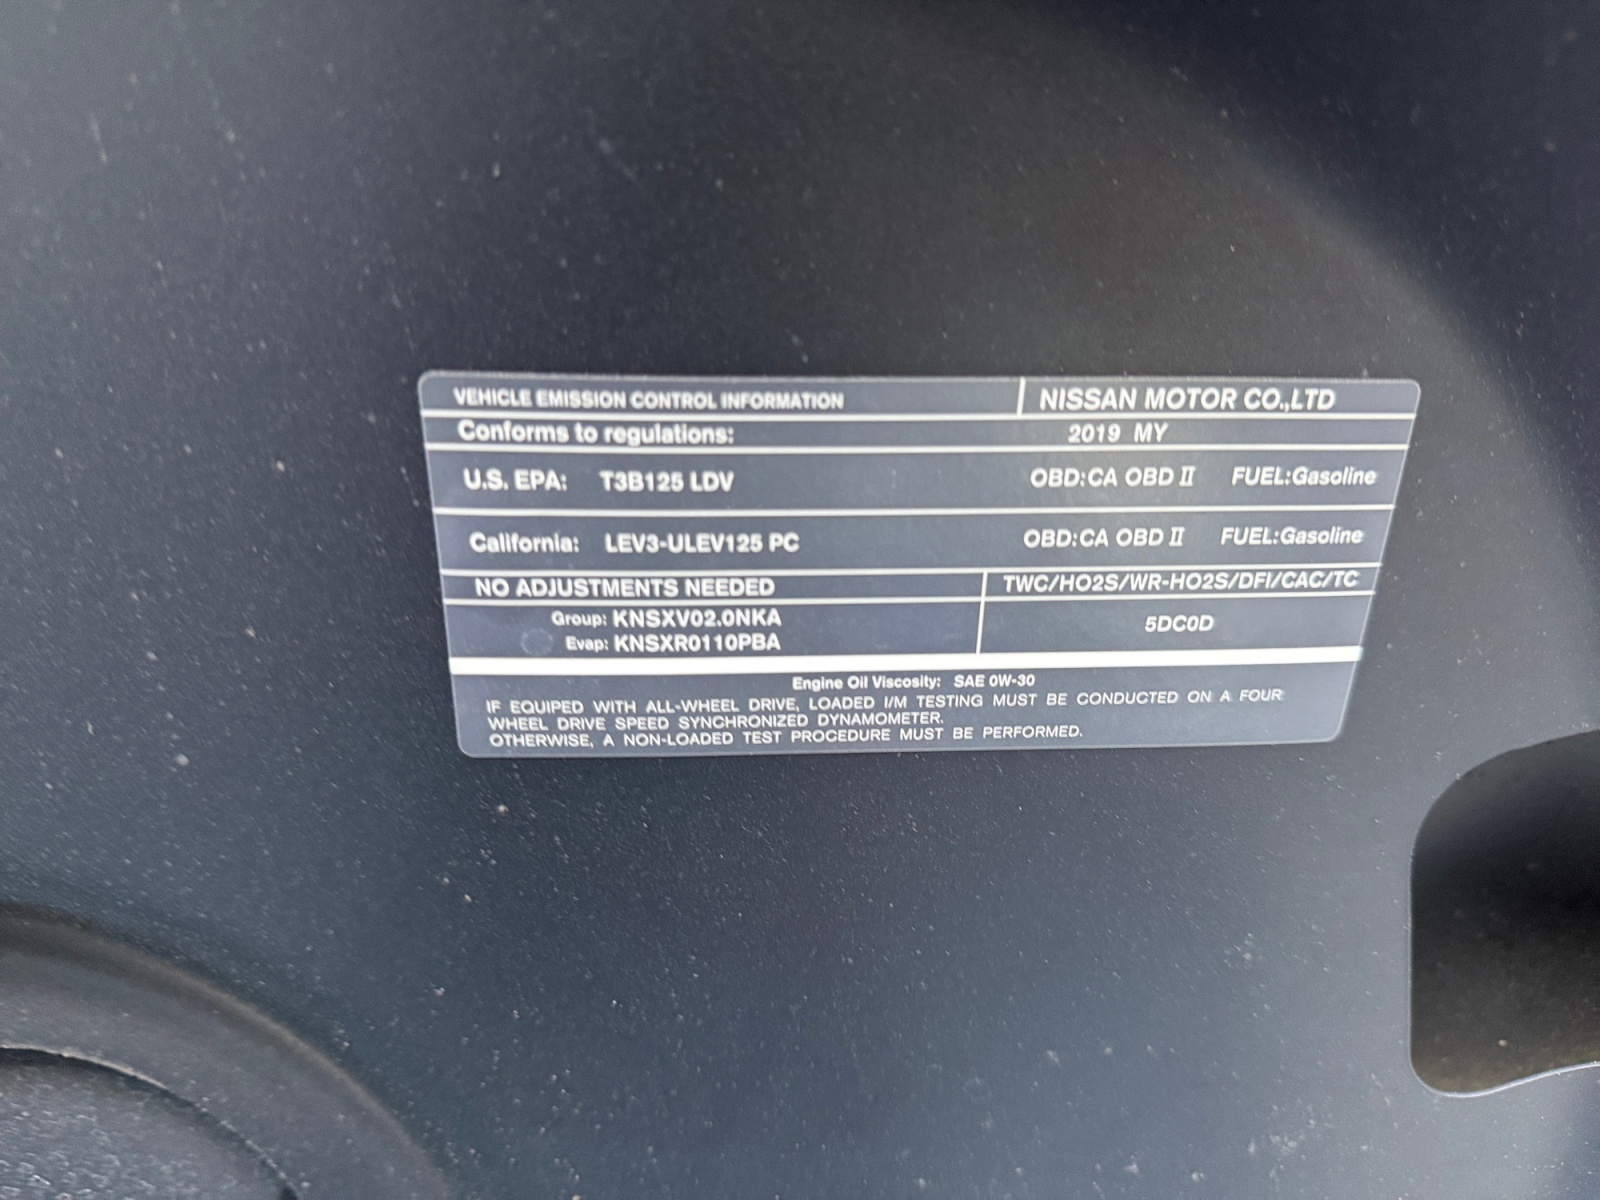 VEHICLE EMISSION CONTROL INFORMATION NISSAN MOTOR CO.,LTD
Conforms to regulations: 2019 MY
U.S. EPA: T3B125 LDV OBD:CA OBD II FUEL:Gasoline
California: LEV3-ULEV125 PC OBD:CA OBD II FUEL:Gasoline
NO ADJUSTMENTS NEEDED TWC/HO2S/WR-HO2S/DFI/CAC/TC
Group: KNSXV02.0NKA 5DC0D
Evap: KNSXR0110PBA
Engine Oil Viscosity: SAE 0W-30
IF EQUIPED WITH ALL-WHEEL DRIVE, LOADED I/M TESTING MUST BE CONDUCTED ON A FOUR
WHEEL DRIVE SPEED SYNCHRONIZED DYNAMOMETER.
OTHERWISE, A NON-LOADED TEST PROCEDURE MUST BE PERFORMED.